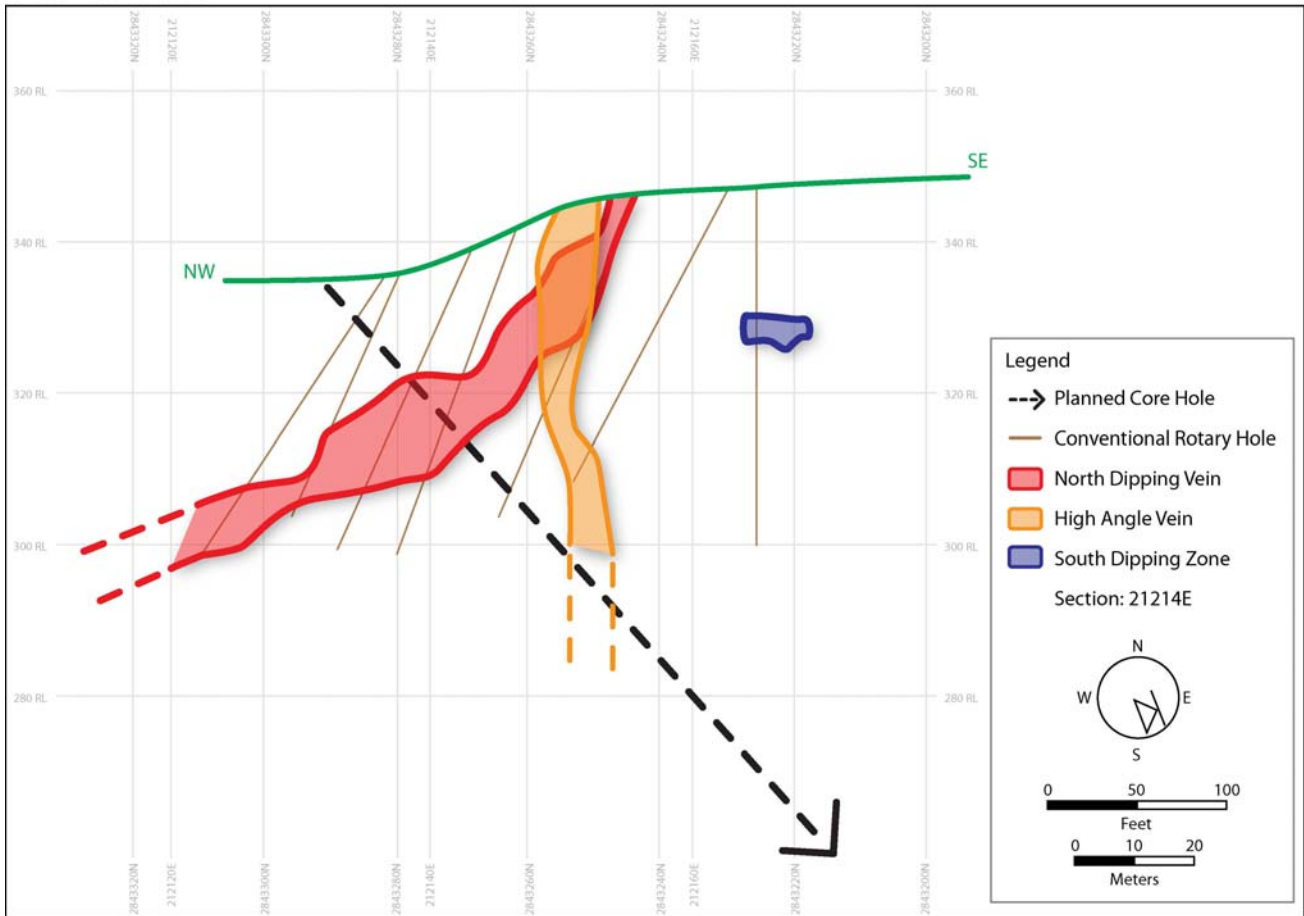 2843320N
212120E
2843300N
2843280N
212140E
2843260N
2843240N
212160E
2843220N
2843200N
360 RL
360 RL
SE
340 RL
340 RL
NW
320 RL
320 RL
300 RL
300 RL
280 RL
280 RL
2843320N
212120E
2843300N
2843280N
212140E
2843260N
2843240N
212160E
2843220N
2843200N
Legend
Planned Core Hole
Conventional Rotary Hole
North Dipping Vein
High Angle Vein
South Dipping Zone
Section: 21214E
N
W E
S
0 50 100
Feet
0 10 20
Meters